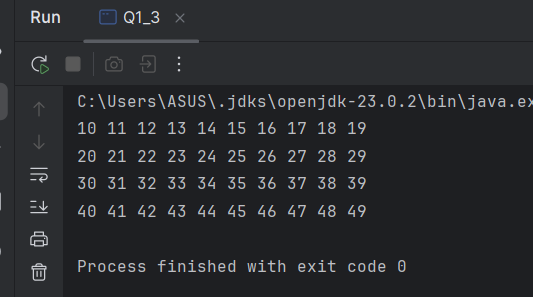 Run Q1_3
C:\Users\ASUS\.jdks\openjdk-23.0.2\bin\java.ex
10 11 12 13 14 15 16 17 18 19
20 21 22 23 24 25 26 27 28 29
30 31 32 33 34 35 36 37 38 39
40 41 42 43 44 45 46 47 48 49
Process finished with exit code 0